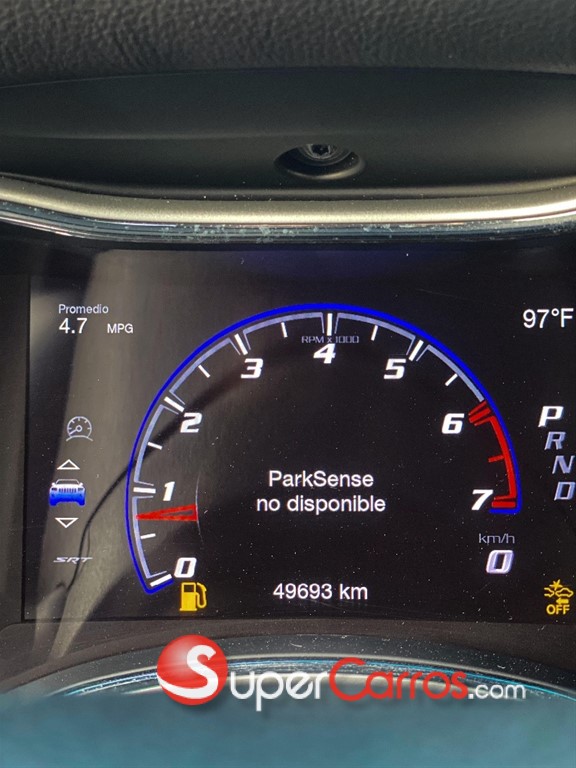 Promedio
4.7 MPG
97°F
RPM x 1000
0
1
2
3
4
5
6
7
P
R
N
D
ParkSense
no disponible
km/h
0
SRT
49693 km
OFF
SuperCarros.com